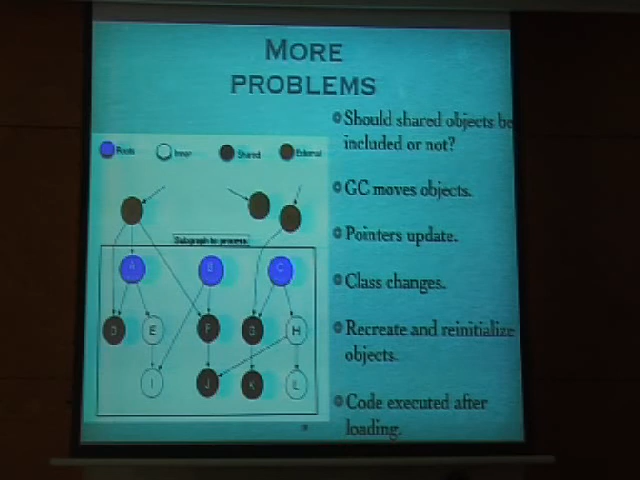 MORE
PROBLEMS
Should shared objects be
included or not?
GC moves objects.
Pointers update.
Class changes.
Recreate and reinitialize
objects.
Code executed after
loading.
Roots Inner Shared External
Subgraph to process
A B C
D E F G H
I J K L